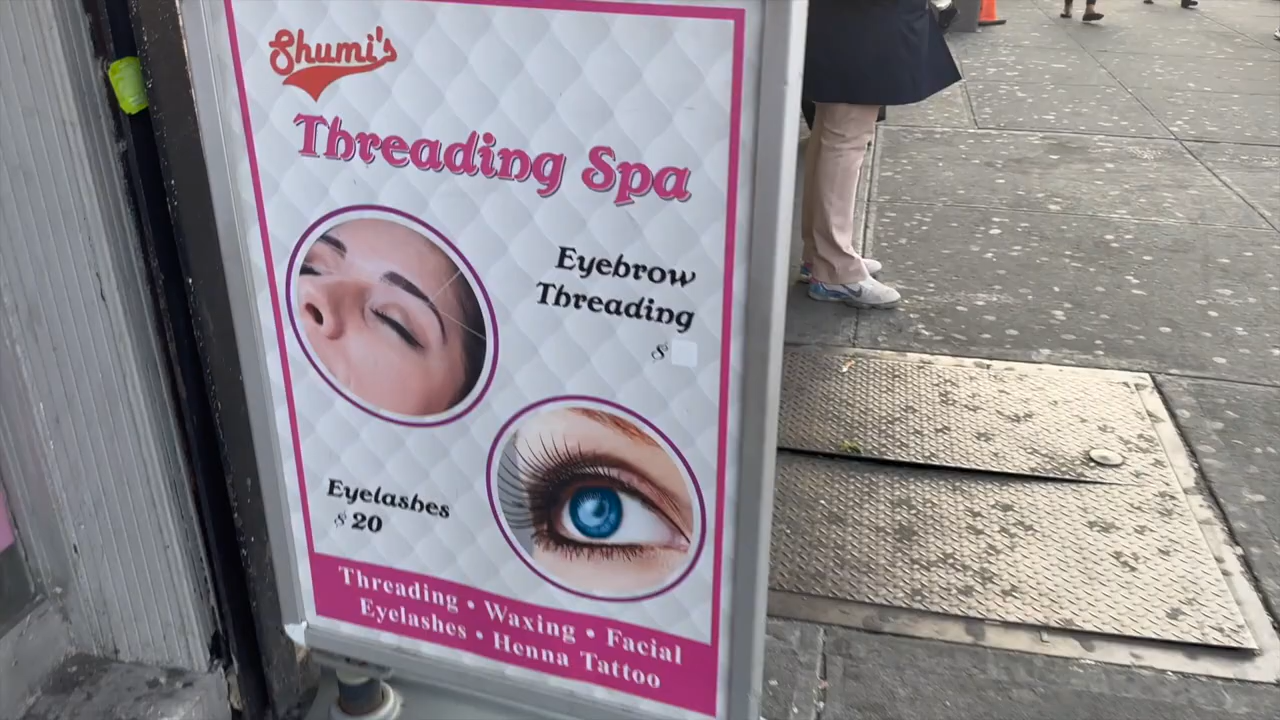 Shumi's
Threading Spa
Eyebrow
Threading
$
Eyelashes
$20
Threading • Waxing • Facial
Eyelashes • Henna Tattoo